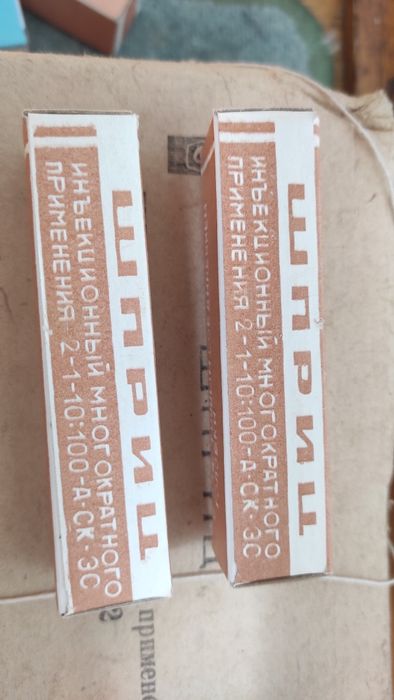 ШПРИЦ
ИНЪЕКЦИОННЫЙ МНОГОКРАТНОГО
ПРИМЕНЕНИЯ 2-1-10:100-А-СК-3С
ШПРИЦ
ИНЪЕКЦИОННЫЙ МНОГОКРАТНОГО
ПРИМЕНЕНИЯ 2-1-10:100-А-СК-3С